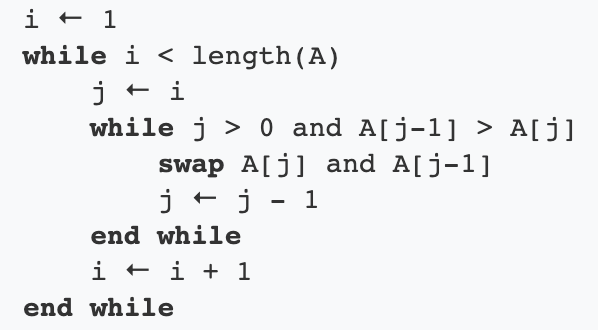 i ← 1
while i < length(A)
    j ← i
    while j > 0 and A[j-1] > A[j]
        swap A[j] and A[j-1]
        j ← j - 1
    end while
    i ← i + 1
end while